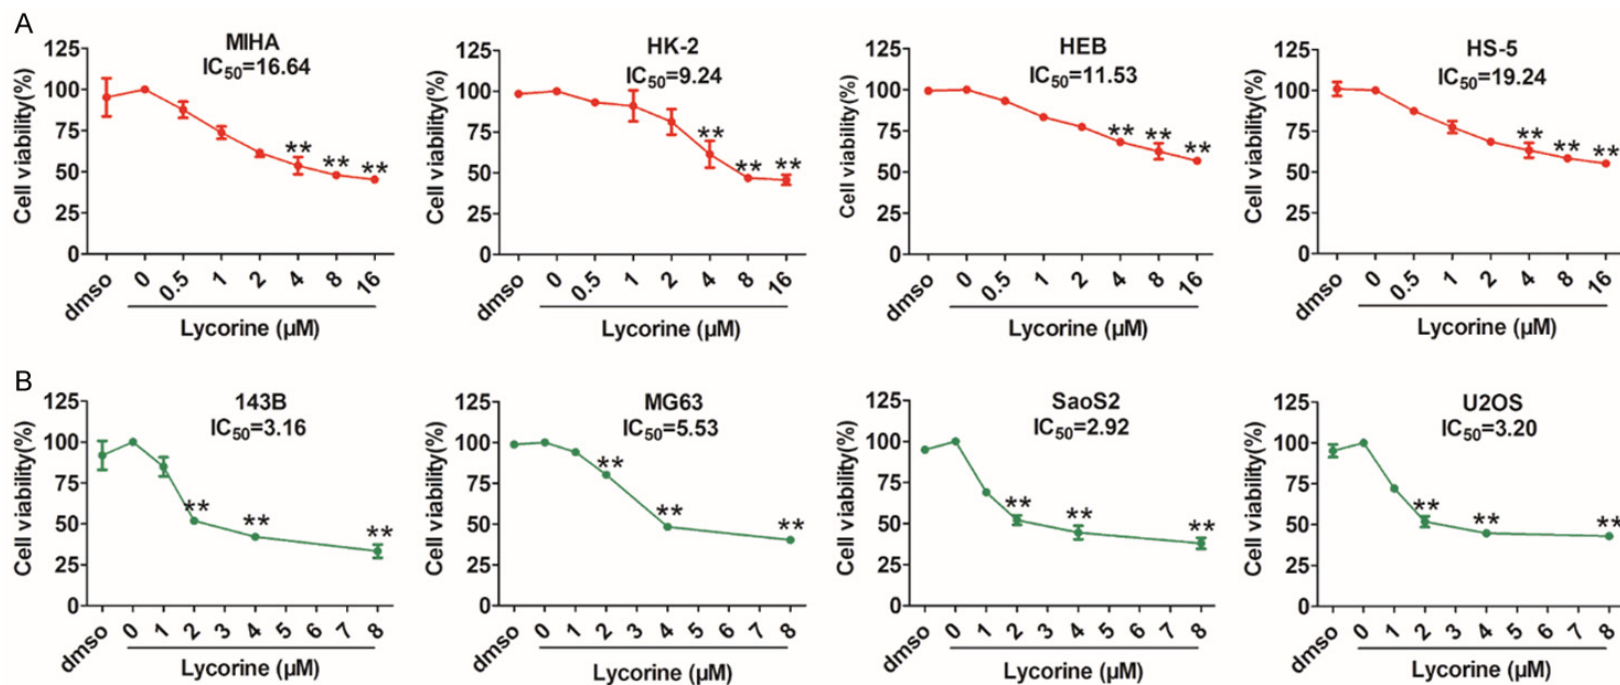 A
MIHA
IC50=16.64
Cell viability(%)
125
100
75
50
25
0
** ** **
dmso 0 0.5 1 2 4 8 16
Lycorine (µM)
HK-2
IC50=9.24
Cell viability(%)
125
100
75
50
25
0
** ** **
dmso 0 0.5 1 2 4 8 16
Lycorine (µM)
HEB
IC50=11.53
Cell viability(%)
125
100
75
50
25
0
** ** **
dmso 0 0.5 1 2 4 8 16
Lycorine (µM)
HS-5
IC50=19.24
Cell viability(%)
125
100
75
50
25
0
** ** **
dmso 0 0.5 1 2 4 8 16
Lycorine (µM)
B
143B
IC50=3.16
Cell viability(%)
125
100
75
50
25
0
** ** **
dmso 0 1 2 3 4 5 6 7 8
Lycorine (µM)
MG63
IC50=5.53
Cell viability(%)
125
100
75
50
25
0
** ** **
dmso 0 1 2 3 4 5 6 7 8
Lycorine (µM)
SaoS2
IC50=2.92
Cell viability(%)
125
100
75
50
25
0
** ** **
dmso 0 1 2 3 4 5 6 7 8
Lycorine (µM)
U2OS
IC50=3.20
Cell viability(%)
125
100
75
50
25
0
** ** **
dmso 0 1 2 3 4 5 6 7 8
Lycorine (µM)